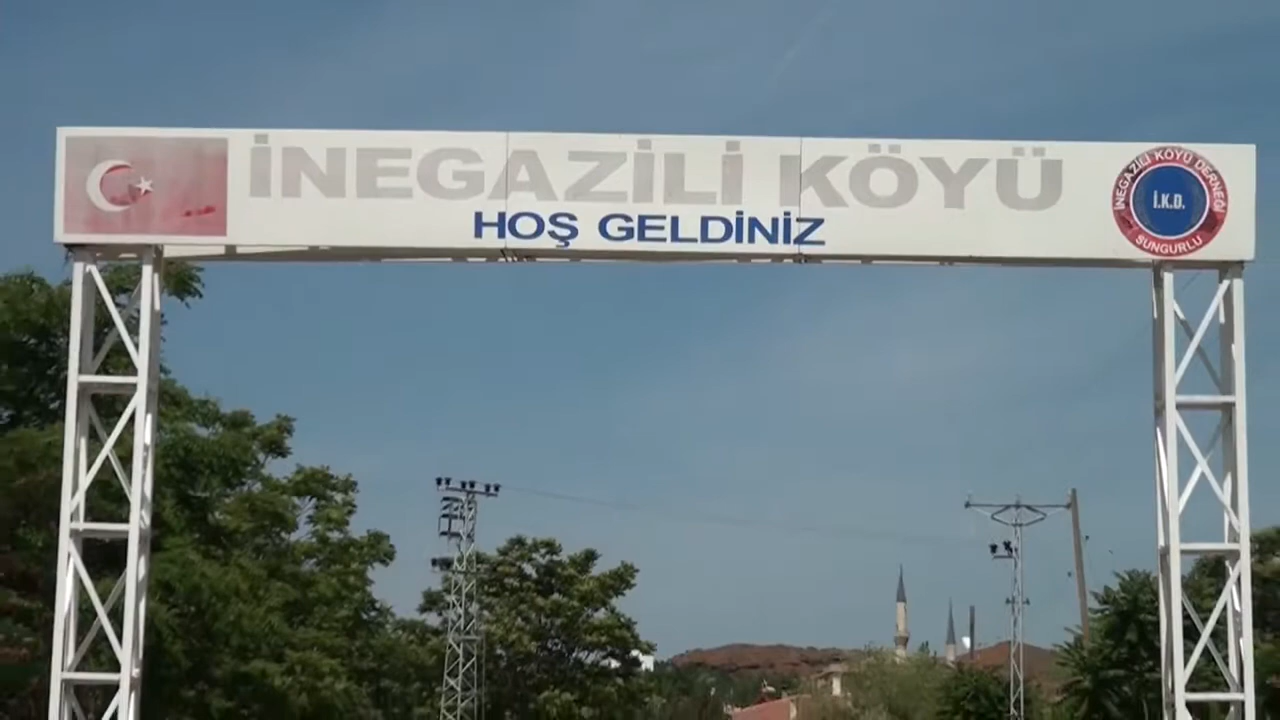 İNEGAZİLİ KÖYÜ
HOŞ GELDİNİZ
İNEGAZİLİ KÖYÜ DERNEĞİ
İ.K.D.
SUNGURLU